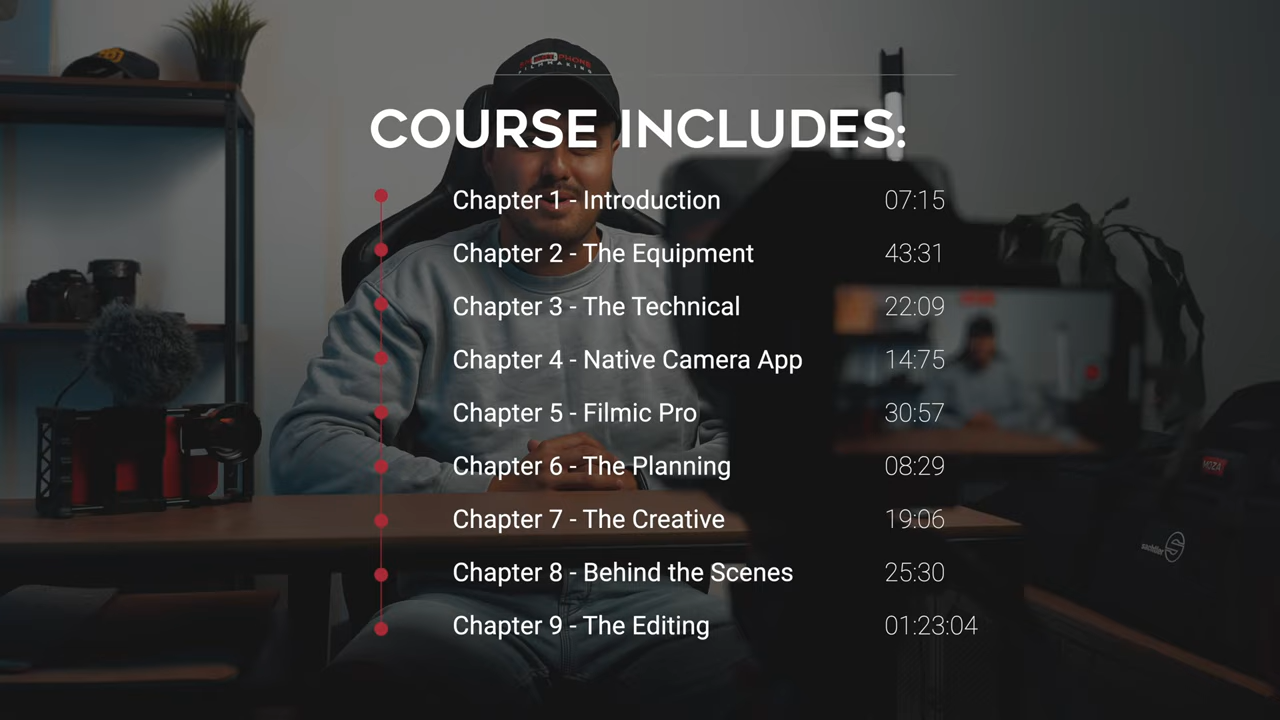 COURSE INCLUDES:
Chapter 1 - Introduction 07:15
Chapter 2 - The Equipment 43:31
Chapter 3 - The Technical 22:09
Chapter 4 - Native Camera App 14:75
Chapter 5 - Filmic Pro 30:57
Chapter 6 - The Planning 08:29
Chapter 7 - The Creative 19:06
Chapter 8 - Behind the Scenes 25:30
Chapter 9 - The Editing 01:23:04
MOZA
sachtler